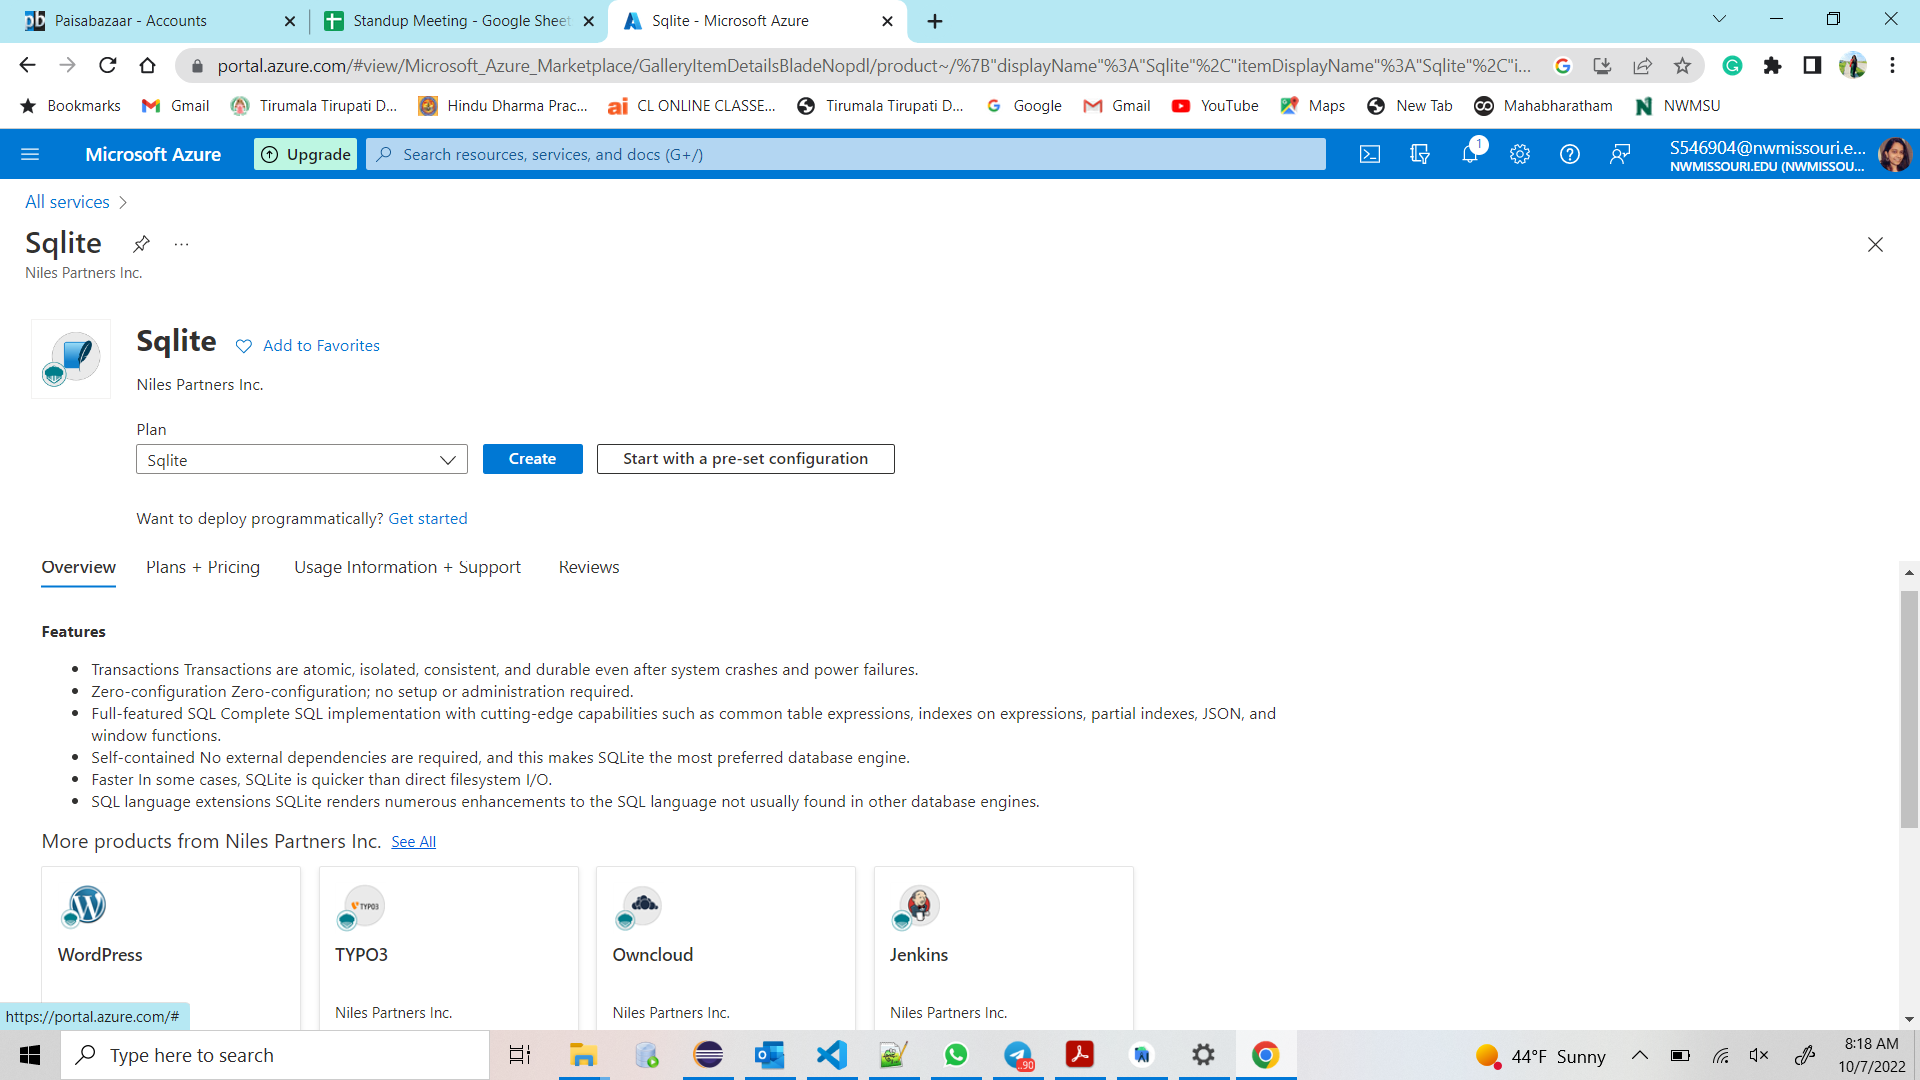 Paisabazaar - Accounts
Standup Meeting - Google Sheet
Sqlite - Microsoft Azure
portal.azure.com/#view/Microsoft_Azure_Marketplace/GalleryItemDetailsBladeNopdl/product~/%7B"displayName"%3A"Sqlite"%2C"itemDisplayName"%3A"Sqlite"%2C"i...
Bookmarks
Gmail
Tirumala Tirupati D...
Hindu Dharma Prac...
CL ONLINE CLASSE...
Tirumala Tirupati D...
Google
Gmail
YouTube
Maps
New Tab
Mahabharatham
NWMSU
Microsoft Azure
Upgrade
Search resources, services, and docs (G+/)
1
S546904@nwmissouri.e...
NWMISSOURI.EDU (NWMISSOU...
All services
Sqlite
...
Niles Partners Inc.
Sqlite
Add to Favorites
Niles Partners Inc.
Plan
Sqlite
Create
Start with a pre-set configuration
Want to deploy programmatically? Get started
Overview
Plans + Pricing
Usage Information + Support
Reviews
Features
• Transactions Transactions are atomic, isolated, consistent, and durable even after system crashes and power failures.
• Zero-configuration Zero-configuration; no setup or administration required.
• Full-featured SQL Complete SQL implementation with cutting-edge capabilities such as common table expressions, indexes on expressions, partial indexes, JSON, and
window functions.
• Self-contained No external dependencies are required, and this makes SQLite the most preferred database engine.
• Faster In some cases, SQLite is quicker than direct filesystem I/O.
• SQL language extensions SQLite renders numerous enhancements to the SQL language not usually found in other database engines.
More products from Niles Partners Inc. See All
TYPO3
WordPress
TYPO3
Owncloud
Jenkins
Niles Partners Inc.
Niles Partners Inc.
Niles Partners Inc.
https://portal.azure.com/#
Type here to search
..90
44°F Sunny
8:18 AM
10/7/2022